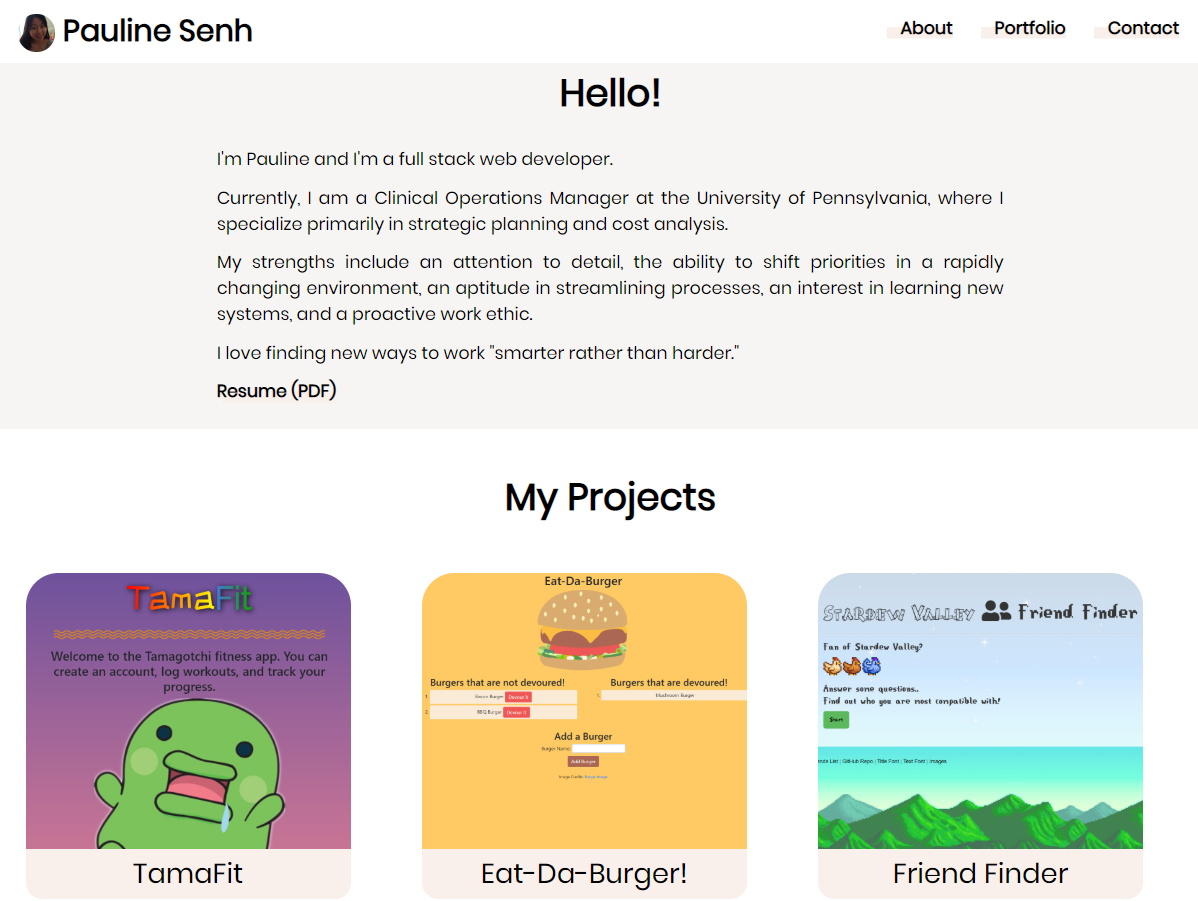 Pauline Senh
About Portfolio Contact
Hello!
I'm Pauline and I'm a full stack web developer.
Currently, I am a Clinical Operations Manager at the University of Pennsylvania, where I
specialize primarily in strategic planning and cost analysis.
My strengths include an attention to detail, the ability to shift priorities in a rapidly
changing environment, an aptitude in streamlining processes, an interest in learning new
systems, and a proactive work ethic.
I love finding new ways to work "smarter rather than harder."
Resume (PDF)
My Projects
TamaFit
Welcome to the Tamagotchi fitness app. You can
create an account, log workouts, and track your
progress.
TamaFit
Eat-Da-Burger
Burgers that are not devoured!
1. Bacon Burger Devour It
2. BBQ Burger Devour It
Burgers that are devoured!
1. Mushroom Burger
Add a Burger
Burger Name:
Add Burger
Image Credits:
Eat-Da-Burger!
Stardew Valley Friend Finder
Fan of Stardew Valley?
Answer some questions..
Find out who you are most compatible with!
Start
ends List | GitHub Repo | Title Font | Text Font | Images
Friend Finder